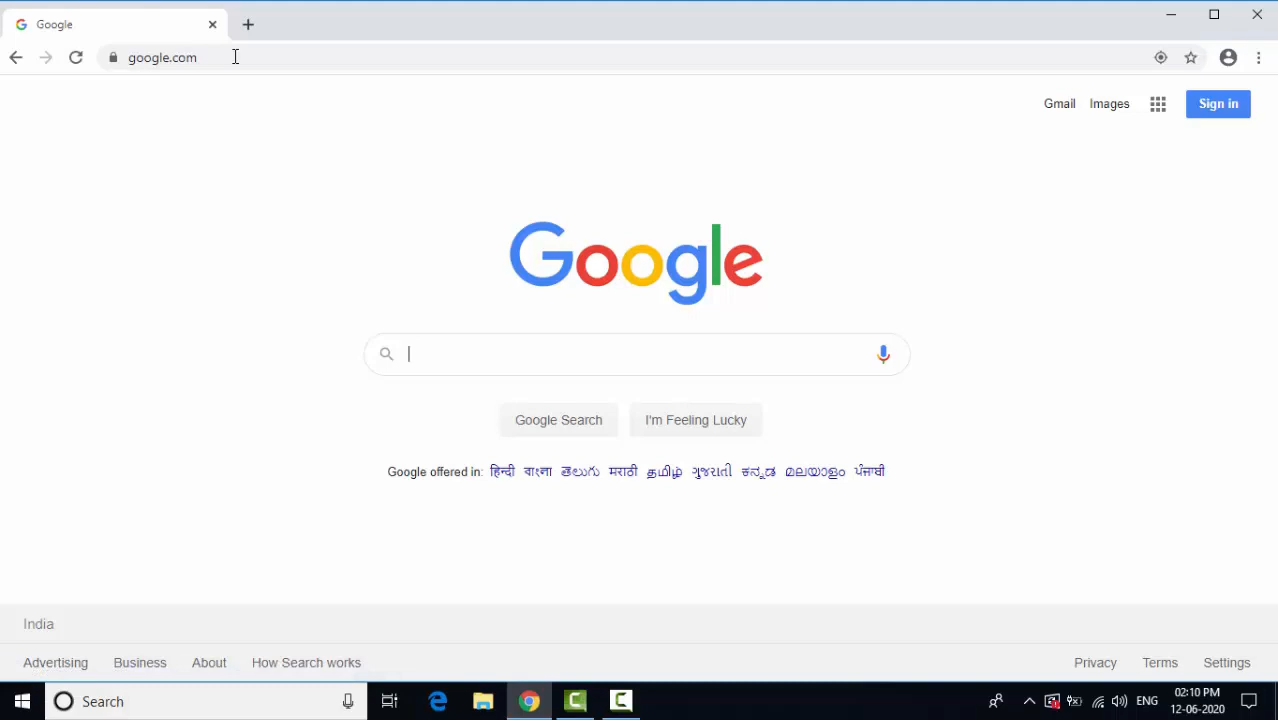 Google
google.com
Gmail Images Sign in
Google
Google Search I'm Feeling Lucky
Google offered in: हिन्दी বাংলা తెలుగు मराठी தமிழ் ગુજરાતી ಕನ್ನಡ മലയാളം ਪੰਜਾਬੀ
India
Advertising Business About How Search works Privacy Terms Settings
Search ENG 02:10 PM
12-06-2020